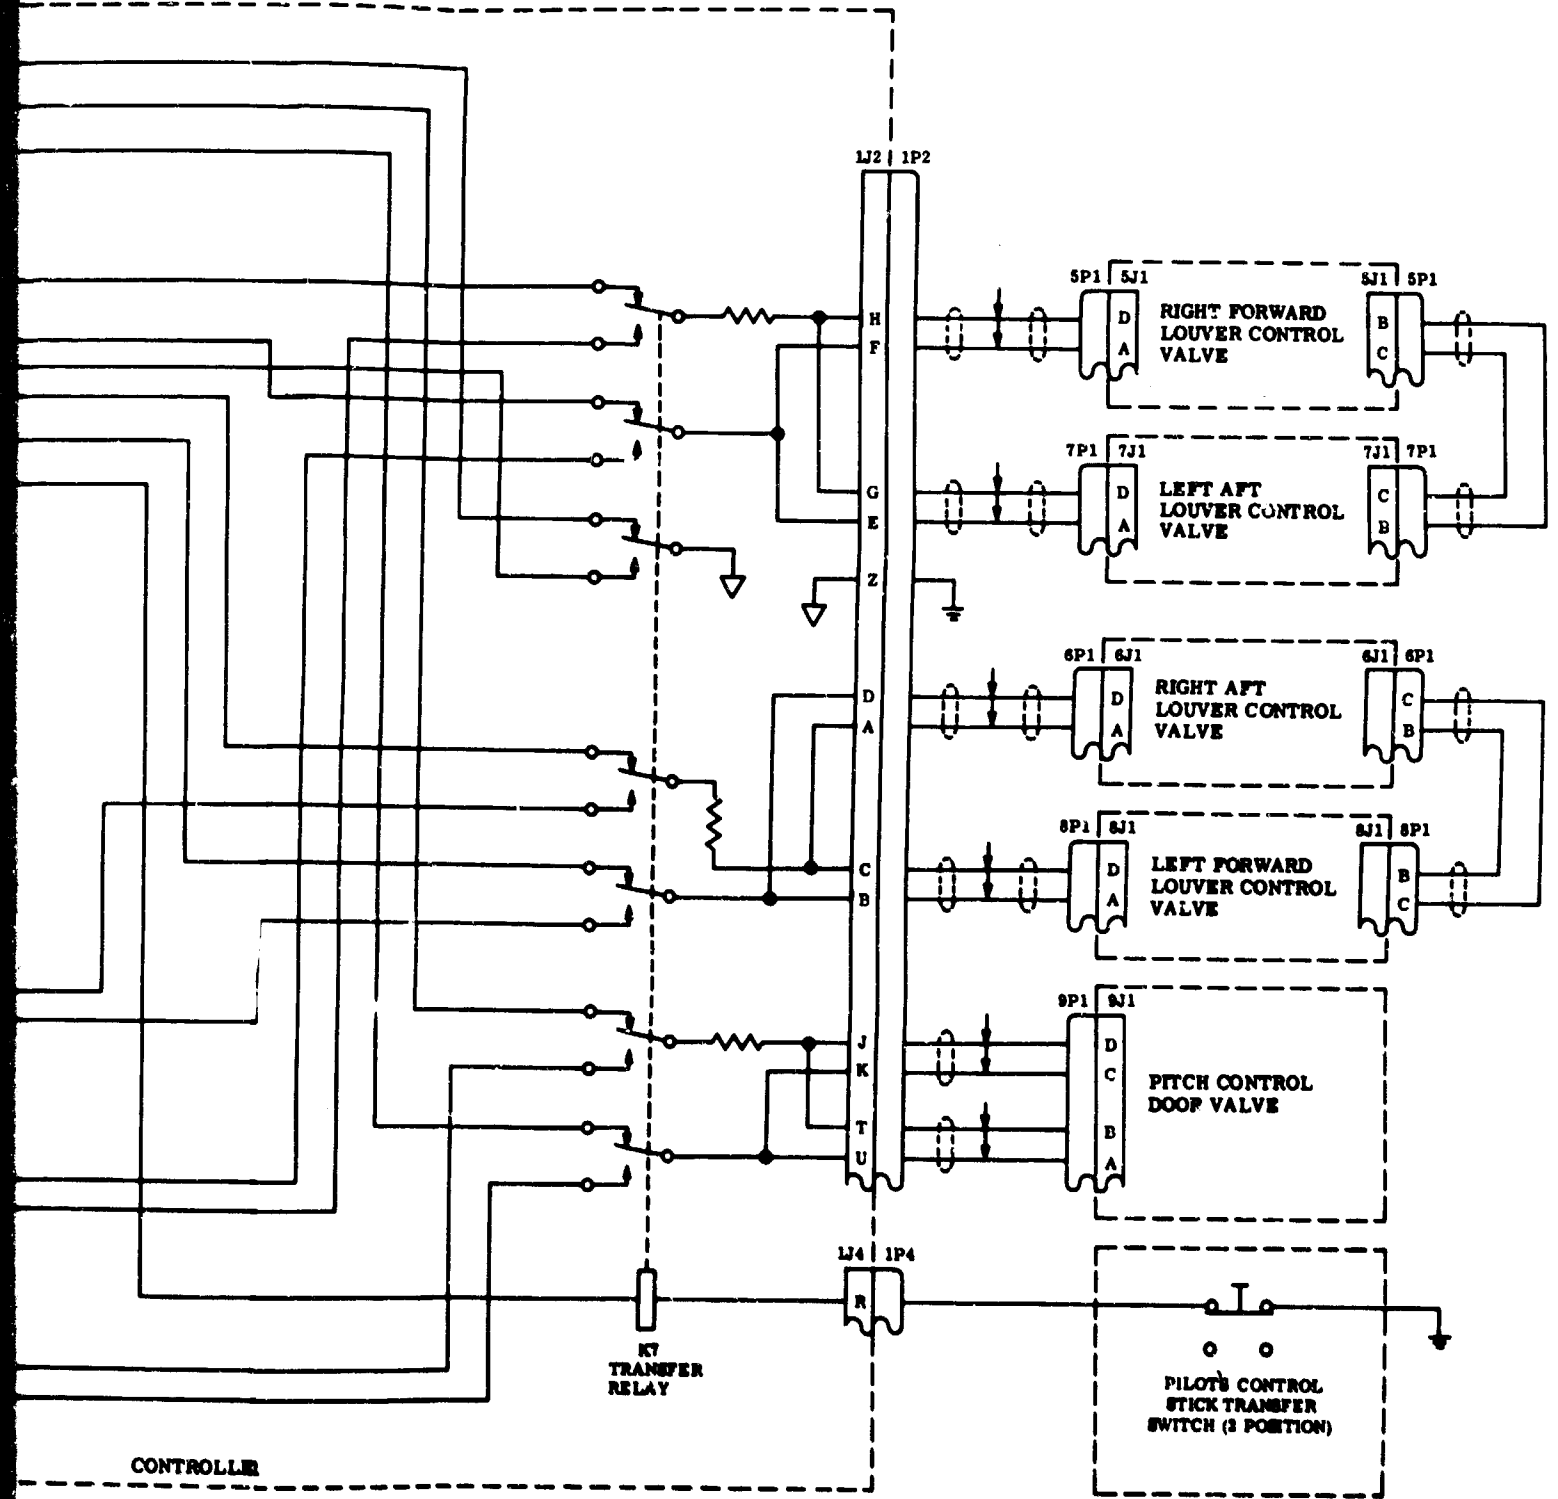 1J2 1P2
H
F
G
E
Z
D
A
C
B
J
K
T
U
5P1 5J1
D
A
RIGHT FORWARD
LOUVER CONTROL
VALVE
5J1 5P1
B
C
7P1 7J1
D
A
LEFT AFT
LOUVER CONTROL
VALVE
7J1 7P1
C
B
6P1 6J1
D
A
RIGHT AFT
LOUVER CONTROL
VALVE
6J1 6P1
C
B
8P1 8J1
D
A
LEFT FORWARD
LOUVER CONTROL
VALVE
8J1 8P1
B
C
9P1 9J1
D
C
B
A
PITCH CONTROL
DOOR VALVE
1J4 1P4
R
K7
TRANSFER
RELAY
PILOTS CONTROL
STICK TRANSFER
SWITCH (2 POSITION)
CONTROLLER